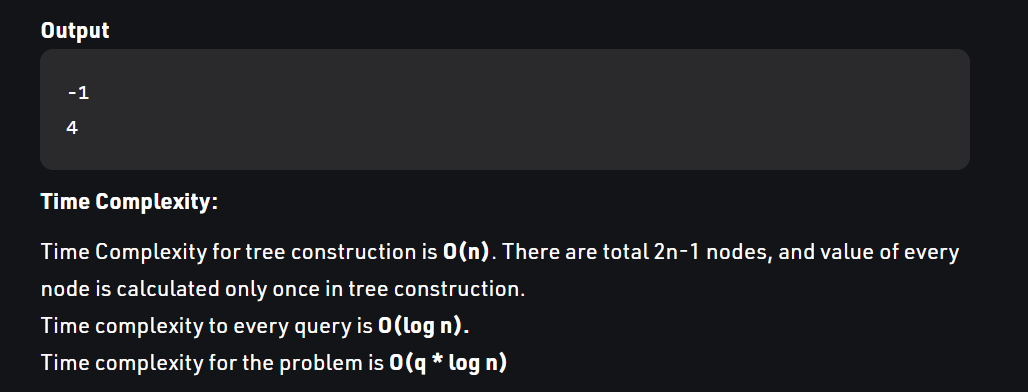 Output
-1
4
Time Complexity:
Time Complexity for tree construction is O(n). There are total 2n-1 nodes, and value of every
node is calculated only once in tree construction.
Time complexity to every query is O(log n).
Time complexity for the problem is O(q * log n)